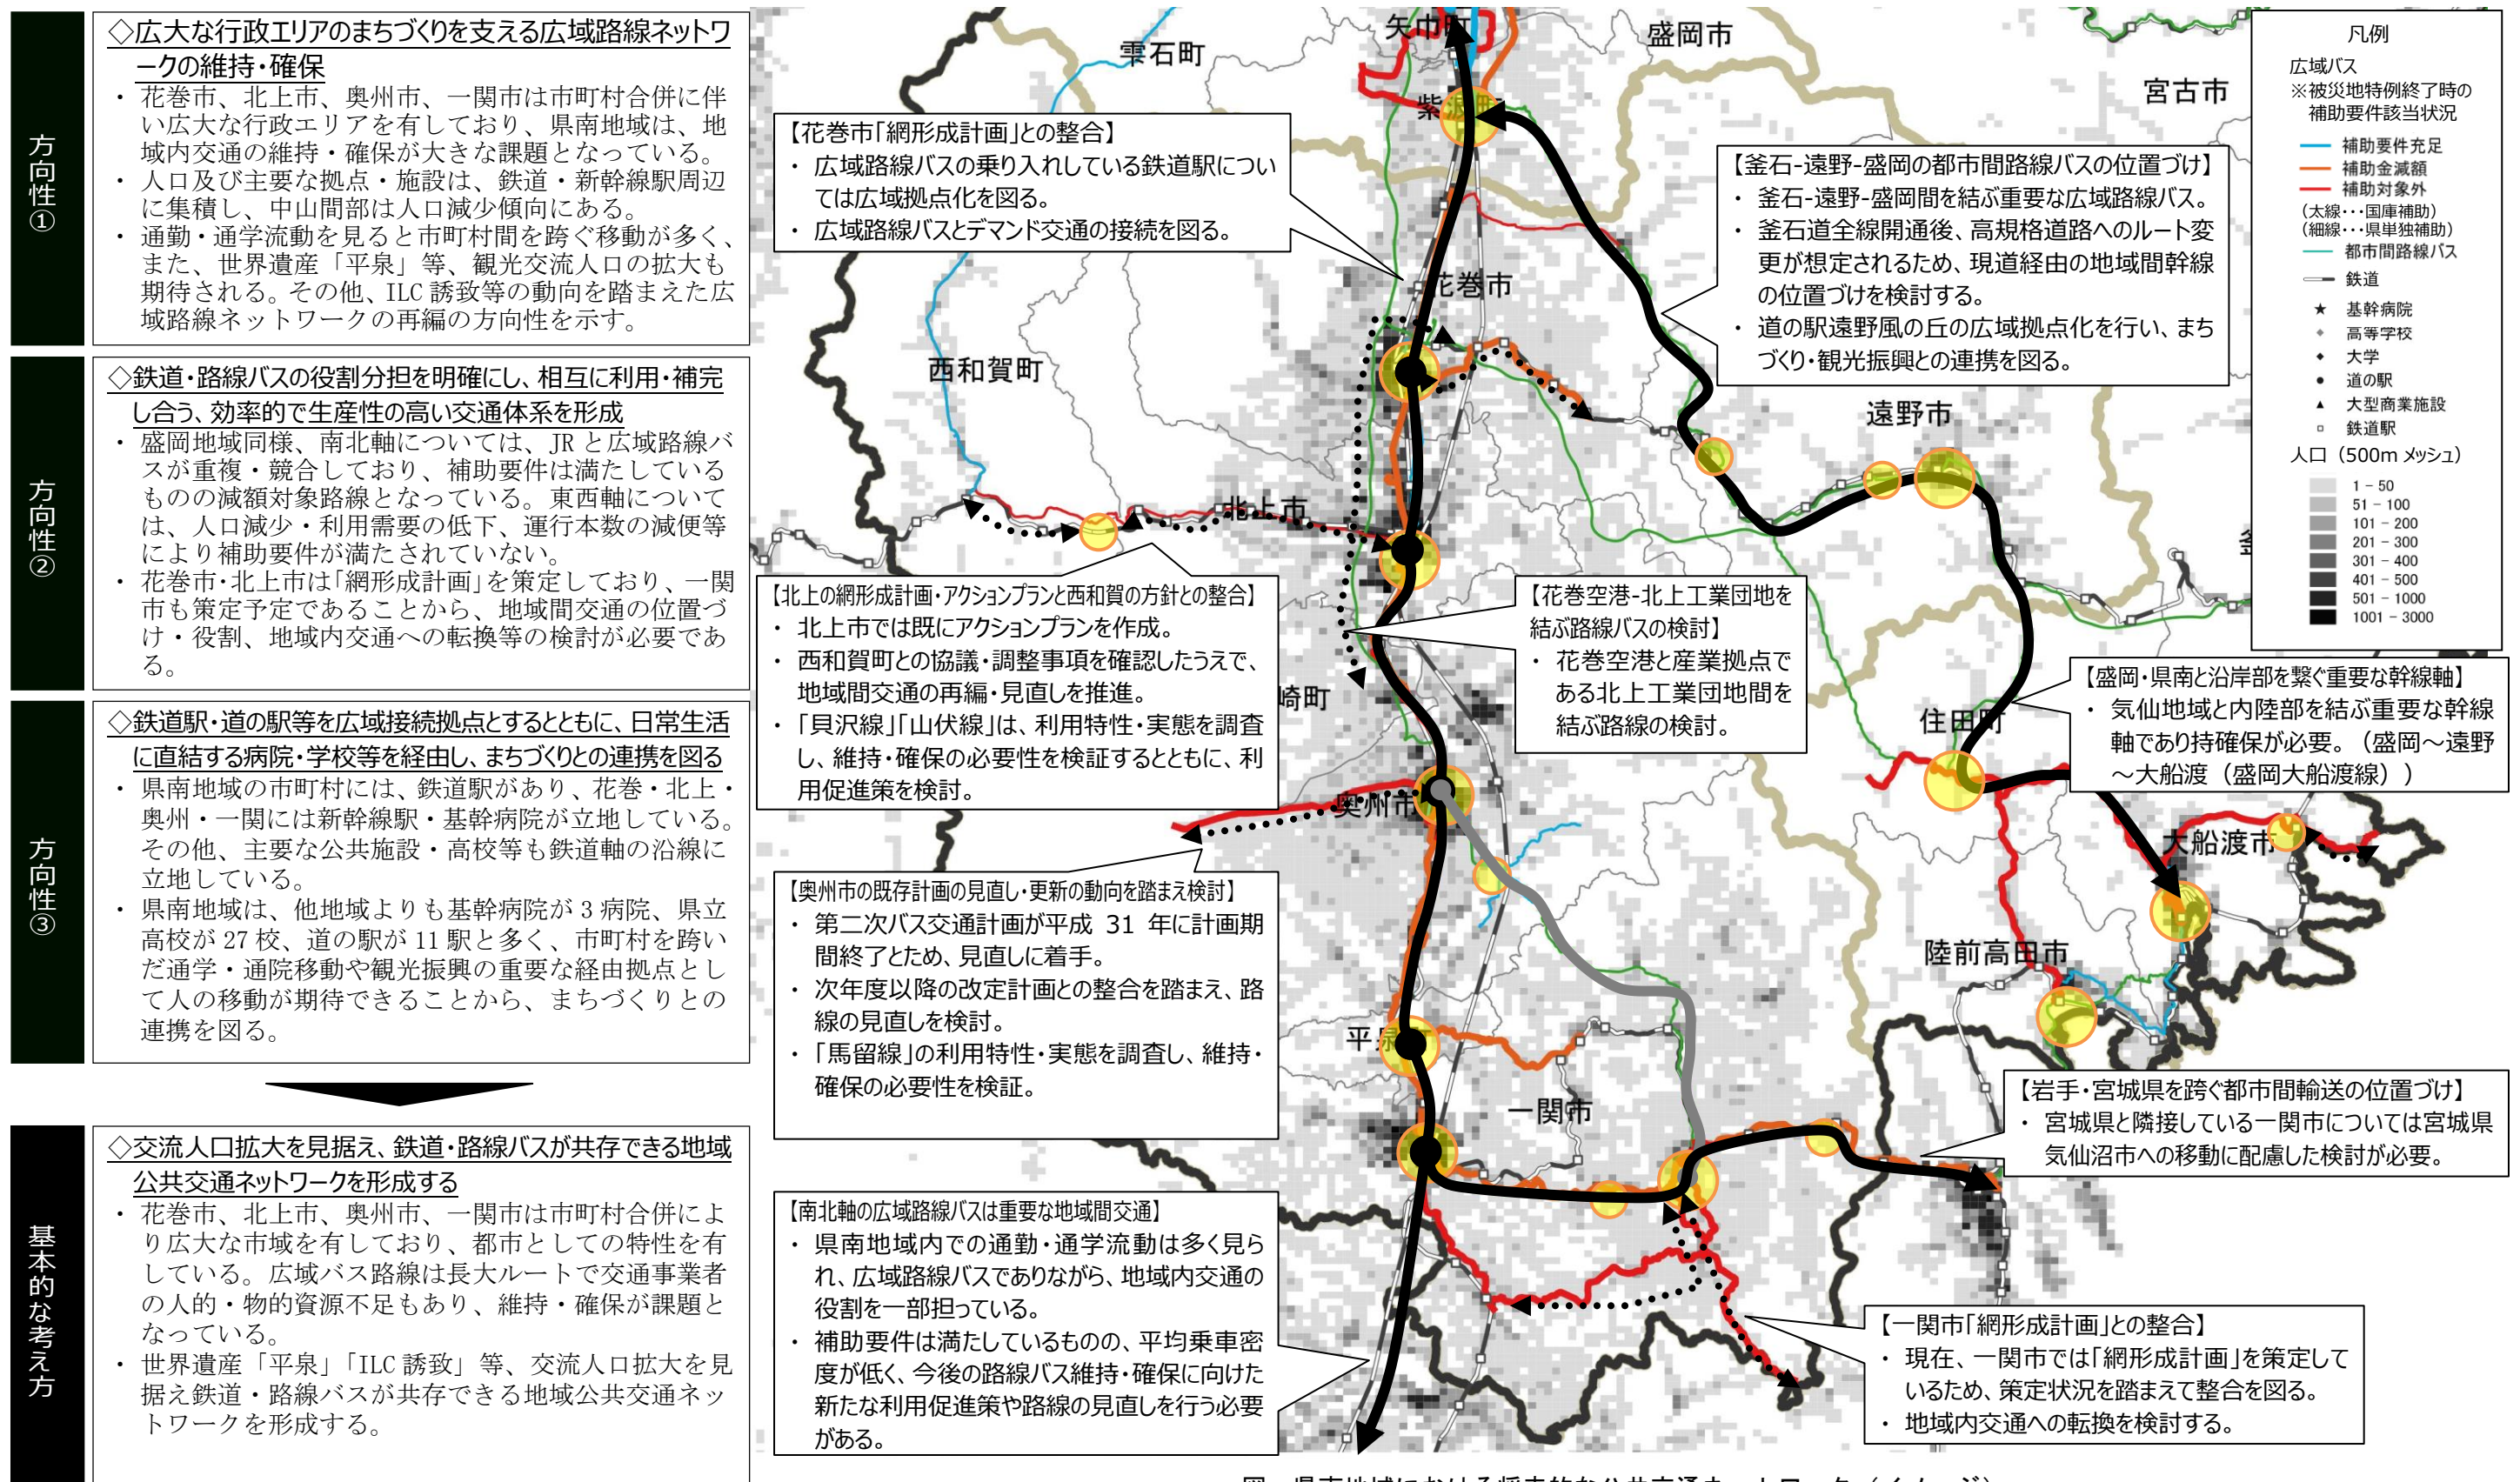 方向性①
◇広大な行政エリアのまちづくりを支える広域路線ネットワ
ークの維持・確保
・ 花巻市、北上市、奥州市、一関市は市町村合併に伴
い広大な行政エリアを有しており、県南地域は、地
域内交通の維持・確保が大きな課題となっている。
・ 人口及び主要な拠点・施設は、鉄道・新幹線駅周辺
に集積し、中山間部は人口減少傾向にある。
・ 通勤・通学流動を見ると市町村間を跨ぐ移動が多く、
また、世界遺産「平泉」等、観光交流人口の拡大も
期待される。その他、ILC 誘致等の動向を踏まえた広
域路線ネットワークの再編の方向性を示す。
方向性②
◇鉄道・路線バスの役割分担を明確にし、相互に利用・補完
し合う、効率的で生産性の高い交通体系を形成
・ 盛岡地域同様、南北軸については、JR と広域路線バ
スが重複・競合しており、補助要件は満たしている
ものの減額対象路線となっている。東西軸について
は、人口減少・利用需要の低下、運行本数の減便等
により補助要件が満たされていない。
・ 花巻市・北上市は「網形成計画」を策定しており、一関
市も策定予定であることから、地域間交通の位置づ
け・役割、地域内交通への転換等の検討が必要であ
る。
方向性③
◇鉄道駅・道の駅等を広域接続拠点とするとともに、日常生活
に直結する病院・学校等を経由し、まちづくりとの連携を図る
・ 県南地域の市町村には、鉄道駅があり、花巻・北上・
奥州・一関には新幹線駅・基幹病院が立地している。
その他、主要な公共施設・高校等も鉄道軸の沿線に
立地している。
・ 県南地域は、他地域よりも基幹病院が 3 病院、県立
高校が 27 校、道の駅が 11 駅と多く、市町村を跨い
だ通学・通院移動や観光振興の重要な経由拠点とし
て人の移動が期待できることから、まちづくりとの
連携を図る。
基本的な考え方
◇交流人口拡大を見据え、鉄道・路線バスが共存できる地域
公共交通ネットワークを形成する
・ 花巻市、北上市、奥州市、一関市は市町村合併によ
り広大な市域を有しており、都市としての特性を有
している。広域バス路線は長大ルートで交通事業者
の人的・物的資源不足もあり、維持・確保が課題と
なっている。
・ 世界遺産「平泉」「ILC 誘致」等、交流人口拡大を見
据え鉄道・路線バスが共存できる地域公共交通ネッ
トワークを形成する。
矢巾町
雫石町
盛岡市
宮古市
紫波町
【花巻市「網形成計画」との整合】
・ 広域路線バスの乗り入れしている鉄道駅につい
ては広域拠点化を図る。
・ 広域路線バスとデマンド交通の接続を図る。
【釜石-遠野-盛岡の都市間路線バスの位置づけ】
・ 釜石-遠野-盛岡間を結ぶ重要な広域路線バス。
・ 釜石道全線開通後、高規格道路へのルート変
更が想定されるため、現道経由の地域間幹線
の位置づけを検討する。
・ 道の駅遠野風の丘の広域拠点化を行い、まち
づくり・観光振興との連携を図る。
凡例
広域バス
※被災地特例終了時の
補助要件該当状況
補助要件充足
補助金減額
補助対象外
（太線・・・国庫補助）
（細線・・・県単独補助）
都市間路線バス
鉄道
基幹病院
高等学校
大学
道の駅
大型商業施設
鉄道駅
人口（500m メッシュ）
1 - 50
51 - 100
101 - 200
201 - 300
301 - 400
401 - 500
501 - 1000
1001 - 3000
花巻市
西和賀町
遠野市
北上市
【北上の網形成計画・アクションプランと西和賀の方針との整合】
・ 北上市では既にアクションプランを作成。
・ 西和賀町との協議・調整事項を確認したうえで、
地域間交通の再編・見直しを推進。
・ 「貝沢線」「山伏線」は、利用特性・実態を調査
し、維持・確保の必要性を検証するとともに、利
用促進策を検討。
【花巻空港-北上工業団地を
結ぶ路線バスの検討】
・ 花巻空港と産業拠点で
ある北上工業団地間を
結ぶ路線の検討。
崎町
住田町
【盛岡・県南と沿岸部を繋ぐ重要な幹線軸】
・ 気仙地域と内陸部を結ぶ重要な幹線
軸であり持確保が必要。（盛岡～遠野
～大船渡（盛岡大船渡線））
奥州市
大船渡市
【奥州市の既存計画の見直し・更新の動向を踏まえ検討】
・ 第二次バス交通計画が平成 31 年に計画期
間終了とため、見直しに着手。
・ 次年度以降の改定計画との整合を踏まえ、路
線の見直しを検討。
・ 「馬留線」の利用特性・実態を調査し、維持・
確保の必要性を検証。
陸前高田市
平泉
一関市
【岩手・宮城県を跨ぐ都市間輸送の位置づけ】
・ 宮城県と隣接している一関市については宮城県
気仙沼市への移動に配慮した検討が必要。
【南北軸の広域路線バスは重要な地域間交通】
・ 県南地域内での通勤・通学流動は多く見ら
れ、広域路線バスでありながら、地域内交通の
役割を一部担っている。
・ 補助要件は満たしているものの、平均乗車密
度が低く、今後の路線バス維持・確保に向けた
新たな利用促進策や路線の見直しを行う必要
がある。
【一関市「網形成計画」との整合】
・ 現在、一関市では「網形成計画」を策定して
いるため、策定状況を踏まえて整合を図る。
・ 地域内交通への転換を検討する。